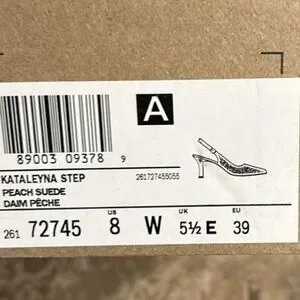 A
89003 09378 9
KATALEYNA STEP
261727455055
PEACH SUEDE
DAIM PÊCHE
US UK EU
261 72745 8 W 5½ E 39